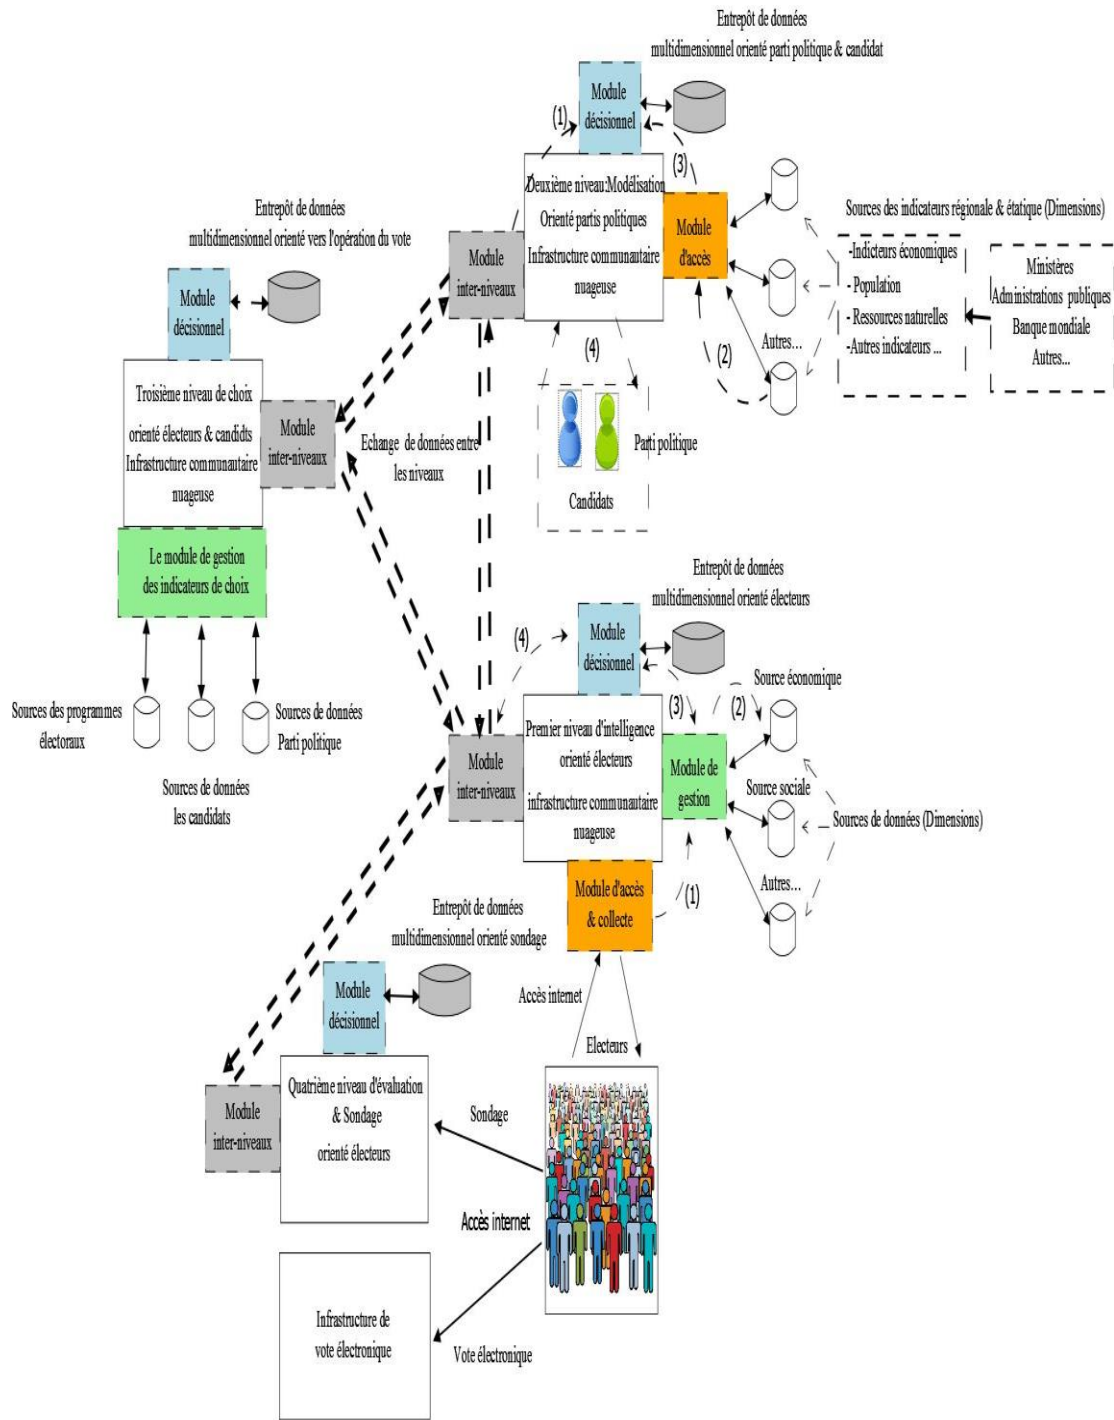 Entrepôt de données
multidimensionnel orienté parti politique & candidat
Module
décisionnel
(1)
(3)
Deuxième niveau:Modélisation
Orienté partis politiques
Infrastructure communautaire
nuageuse
Module
d'accès
Module
inter-niveaux
Sources des indicateurs régionale & étatique (Dimensions)
-Indicteurs économiques
- Population
- Ressources naturelles
-Autres indicateurs ...
Ministères
Administrations publiques
Banque mondiale
Autres...
Autres...
(2)
(4)
Parti politique
Candidats
Entrepôt de données
multidimensionnel orienté vers l'opération du vote
Module
décisionnel
Troisième niveau de choix
orienté électeurs & candidts
Infrastructure communautaire
nuageuse
Module
inter-niveaux
Echange de données entre
les niveaux
Le module de gestion
des indicateurs de choix
Sources des programmes
électoraux
Sources de données
Parti politique
Sources de données
les candidats
Entrepôt de données
multidimensionnel orienté électeurs
Module
décisionnel
(4)
(3)
(2)
Source économique
Premier niveau d'intelligence
orienté électeurs
infrastructure communautaire
nuageuse
Module
inter-niveaux
Module de
gestion
Source sociale
Sources de données (Dimensions)
Autres...
(1)
Module d'accès
& collecte
Entrepôt de données
multidimensionnel orienté sondage
Module
décisionnel
Accès internet
Electeurs
Quatrième niveau d'évaluation
& Sondage
orienté électeurs
Module
inter-niveaux
Sondage
Accès internet
Infrastructure de
vote électronique
Vote électronique